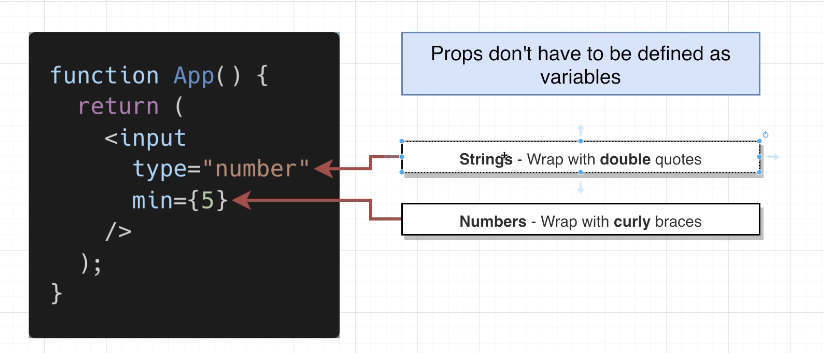 function App() {
return (
<input
type="number"
min={5}
/>
);
}
Props don't have to be defined as
variables
Strings - Wrap with double quotes
Numbers - Wrap with curly braces